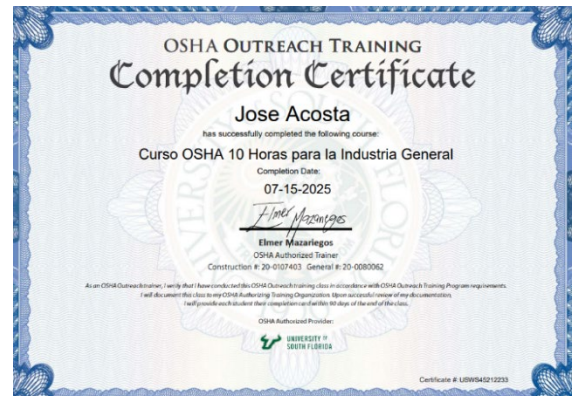 OSHA OUTREACH TRAINING
Completion Certificate
Jose Acosta
has successfully completed the following course:
Curso OSHA 10 Horas para la Industria General
Completion Date:
07-15-2025
Elmer Mazariegos
Elmer Mazariegos
OSHA Authorized Trainer
Construction #: 20-0107403 General #: 20-0080062
As an OSHA Outreach trainer, I verify that I have conducted this OSHA Outreach training class in accordance with OSHA Outreach Training Program requirements.
I will document this class to my OSHA Authorizing Training Organization. Upon successful review of my documentation,
I will provide each student their completion card within 90 days of the end of the class.
OSHA Authorized Provider:
UNIVERSITY of
SOUTH FLORIDA
Certificate #: USWS45212233